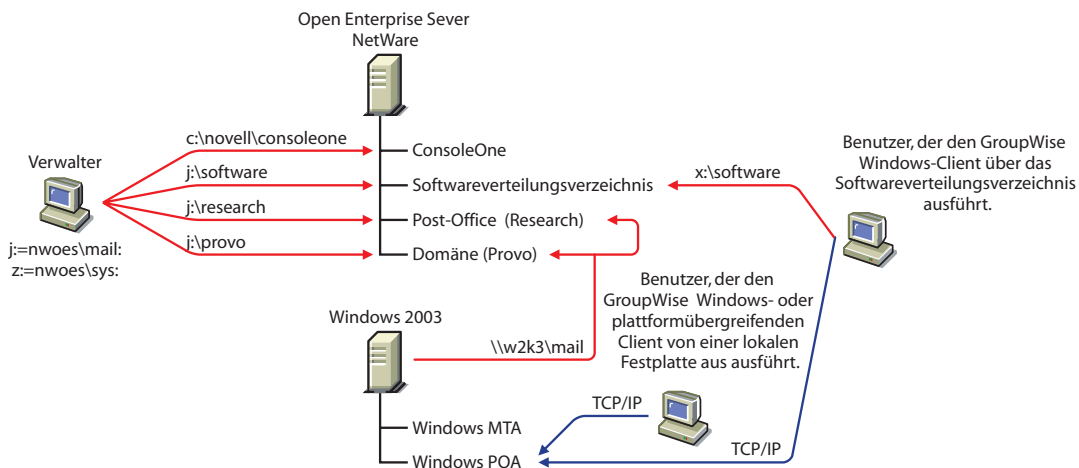 Open Enterprise Sever
NetWare
c:\novell\consoleone
ConsoleOne
Verwalter
j:\software
Softwareverteilungsverzeichnis
x:\software
Benutzer, der den GroupWise
Windows-Client über das
Softwareverteilungsverzeichnis
ausführt.
j:\research
Post-Office (Research)
j:\provo
Domäne (Provo)
j:=nwoes\mail:
z:=nwoes\sys:
Benutzer, der den
GroupWise Windows- oder
plattformübergreifenden
Client von einer lokalen
Festplatte aus ausführt.
Windows 2003
\\w2k3\mail
TCP/IP
Windows MTA
TCP/IP
Windows POA